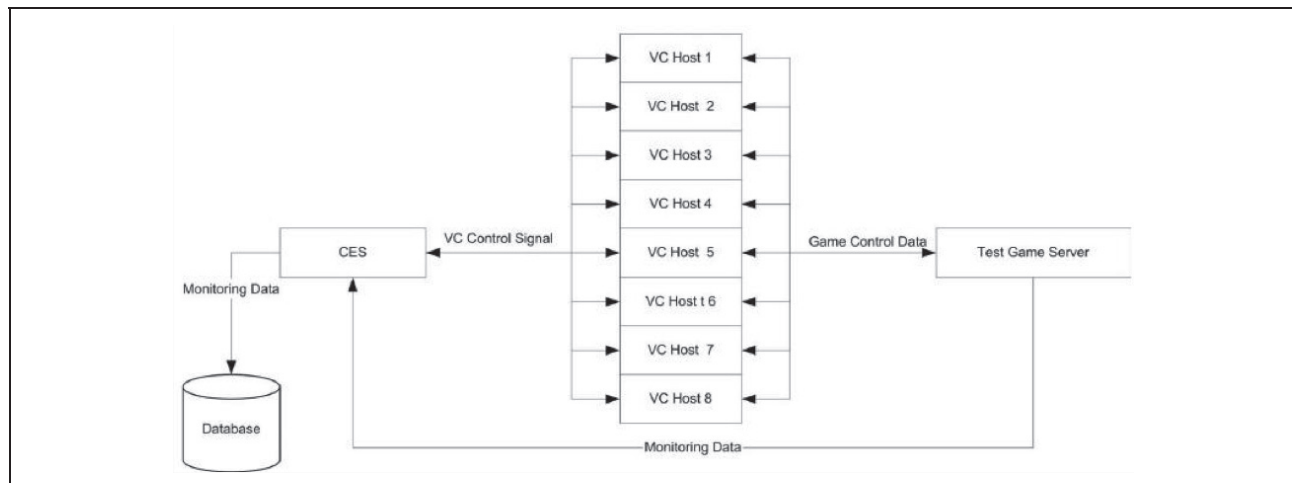 VC Host 1
VC Host 2
VC Host 3
VC Host 4
VC Control Signal
Game Control Data
CES
VC Host 5
Test Game Server
Monitoring Data
VC Host t 6
VC Host 7
VC Host 8
Database
Monitoring Data